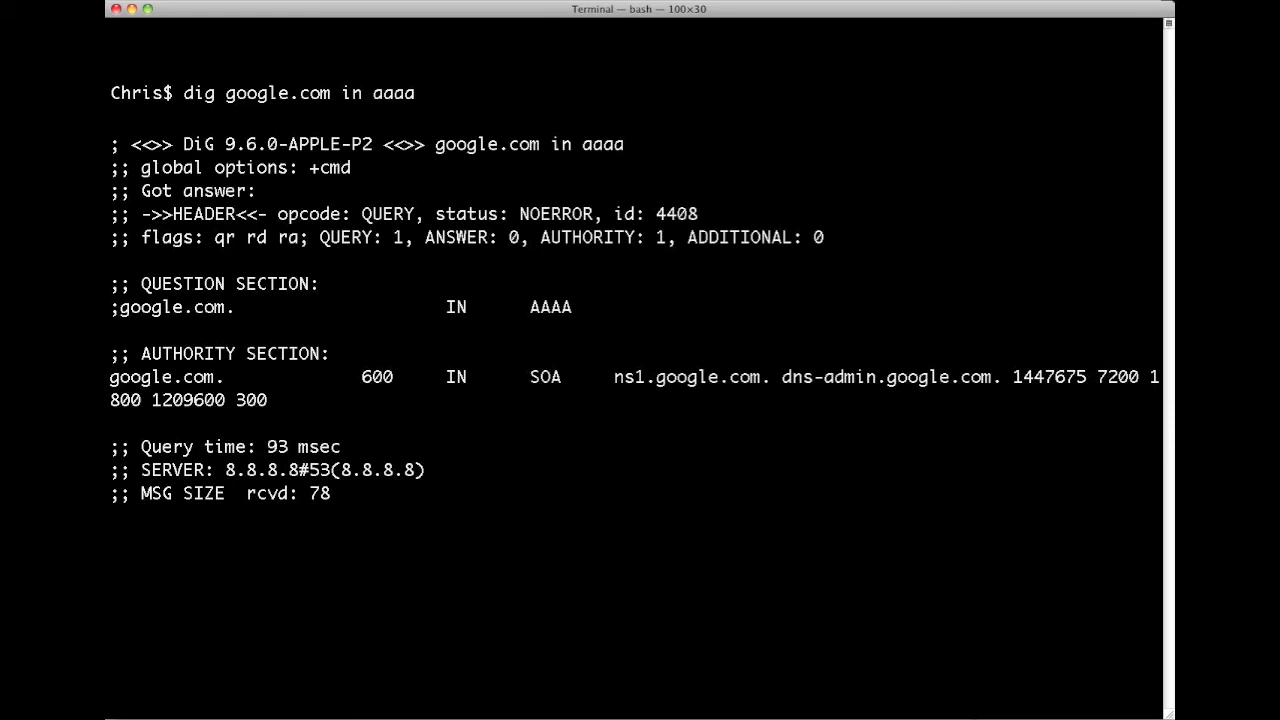 Terminal — bash — 100×30
Chris$ dig google.com in aaaa
; <<>> DiG 9.6.0-APPLE-P2 <<>> google.com in aaaa
;; global options: +cmd
;; Got answer:
;; ->>HEADER<<- opcode: QUERY, status: NOERROR, id: 4408
;; flags: qr rd ra; QUERY: 1, ANSWER: 0, AUTHORITY: 1, ADDITIONAL: 0
;; QUESTION SECTION:
;google.com. IN AAAA
;; AUTHORITY SECTION:
google.com. 600 IN SOA ns1.google.com. dns-admin.google.com. 1447675 7200 1
800 1209600 300
;; Query time: 93 msec
;; SERVER: 8.8.8.8#53(8.8.8.8)
;; MSG SIZE rcvd: 78